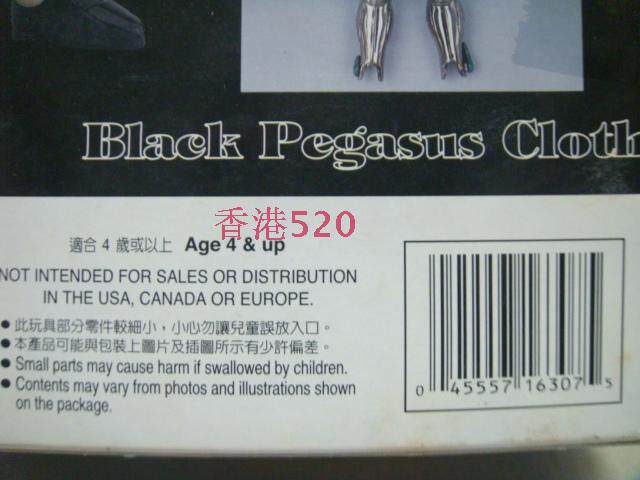 Black Pegasus Cloth
香港520
適合 4 歲或以上 Age 4 & up
NOT INTENDED FOR SALES OR DISTRIBUTION
IN THE USA, CANADA OR EUROPE.
● 此玩具部分零件較細小，小心勿讓兒童誤放入口。
● 本產品可能與包裝上圖片及插圖所示有少許偏差。
● Small parts may cause harm if swallowed by children.
● Contents may vary from photos and illustrations shown
on the package.
0 45557 16307 5